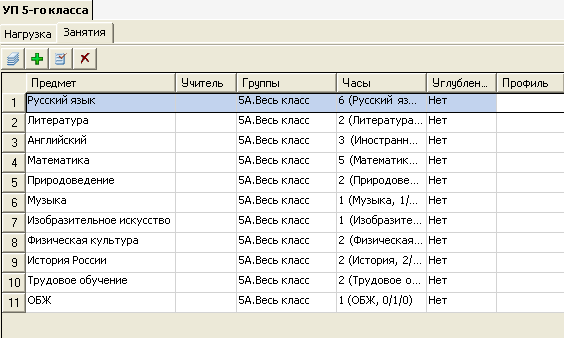 УП 5-го класса
Нагрузка Занятия
Предмет Учитель Группы Часы Углублен... Профиль
1 Русский язык 5А.Весь класс 6 (Русский яз... Нет
2 Литература 5А.Весь класс 2 (Литература... Нет
3 Английский 5А.Весь класс 3 (Иностранн... Нет
4 Математика 5А.Весь класс 5 (Математик... Нет
5 Природоведение 5А.Весь класс 2 (Природове... Нет
6 Музыка 5А.Весь класс 1 (Музыка, 1/... Нет
7 Изобразительное искусство 5А.Весь класс 1 (Изобразите... Нет
8 Физическая культура 5А.Весь класс 2 (Физическая... Нет
9 История России 5А.Весь класс 2 (История, 2/... Нет
10 Трудовое обучение 5А.Весь класс 2 (Трудовое о... Нет
11 ОБЖ 5А.Весь класс 1 (ОБЖ, 0/1/0) Нет